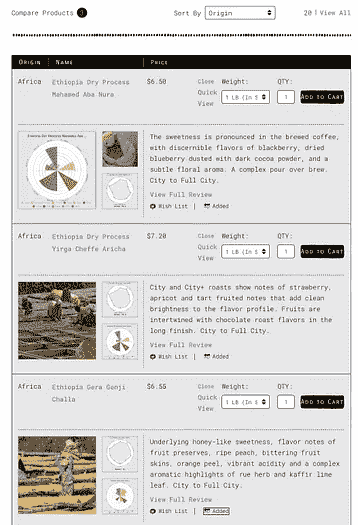 Compare Products 3
Sort By Origin
20 | View All
Origin Name Price
Africa Ethiopia Dry Process Mahamed Aba Nura $6.50 Close Quick View Weight: 1 LB (In S QTY: 1 Add to Cart
The sweetness is pronounced in the brewed coffee,
with discernible flavors of blackberry, dried
blueberry dusted with dark cocoa powder, and a
subtle floral aroma. A complex pour over brew.
City to Full City.
View Full Review
Wish List | Added
Africa Ethiopia Dry Process Yirga Cheffe Aricha $7.20 Close Quick View Weight: 1 LB (In S QTY: 1 Add to Cart
City and City+ roasts show notes of strawberry,
apricot and tart fruited notes that add clean
brightness to the flavor profile. Fruits are
intertwined with chocolate roast flavors in the
long finish. City to Full City.
View Full Review
Wish List | Added
Africa Ethiopia Gera Genji Challa $6.55 Close Quick View Weight: 1 LB (In S QTY: 1 Add to Cart
Underlying honey-like sweetness, flavor notes of
fruit preserves, ripe peach, bittering fruit
skins, orange peel, vibrant acidity and a complex
aromatic highlights of rue herb and kaffir lime
leaf. City to Full City.
View Full Review
Wish List | Added